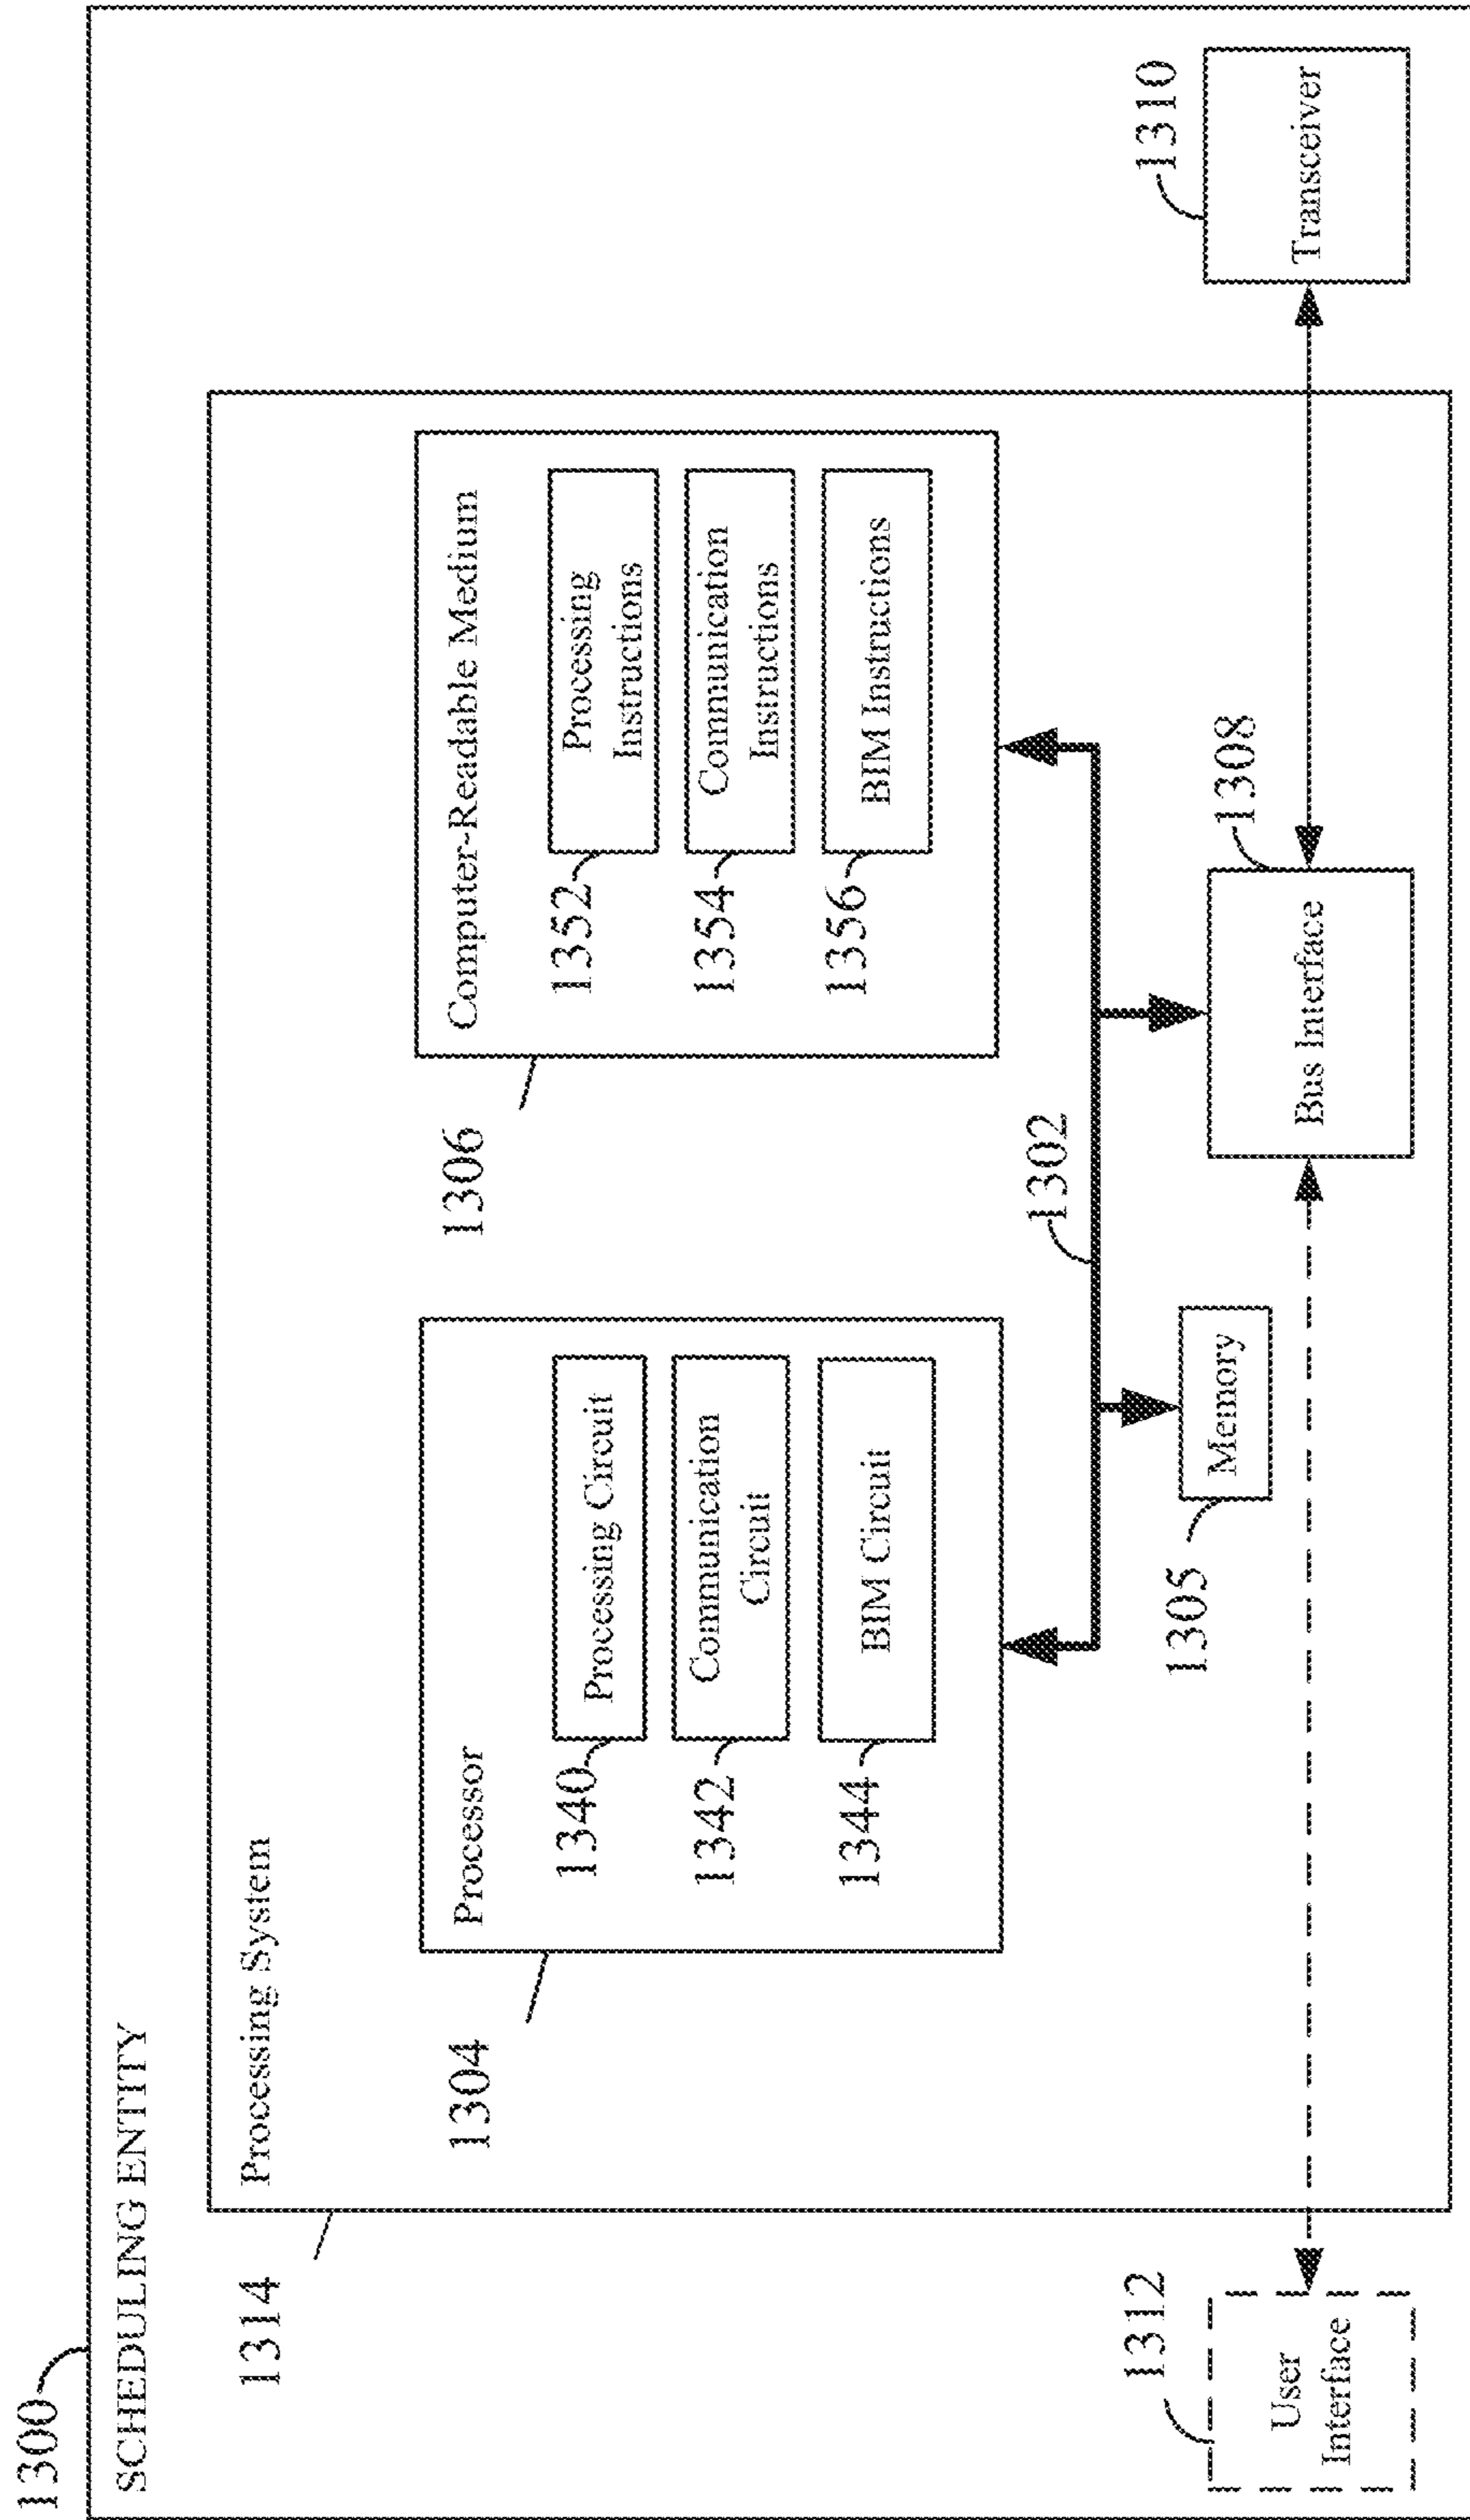 1300
SCHEDULING ENTITY
1314
Processing System
1304
Processor
1340
Processing Circuit
1342
Communication
Circuit
1344
BIM Circuit
1306
Computer-Readable Medium
1352
Processing
Instructions
1354
Communication
Instructions
1356
BIM Instructions
1302
1305
Memory
1308
Bus Interface
1312
User
Interface
1310
Transceiver